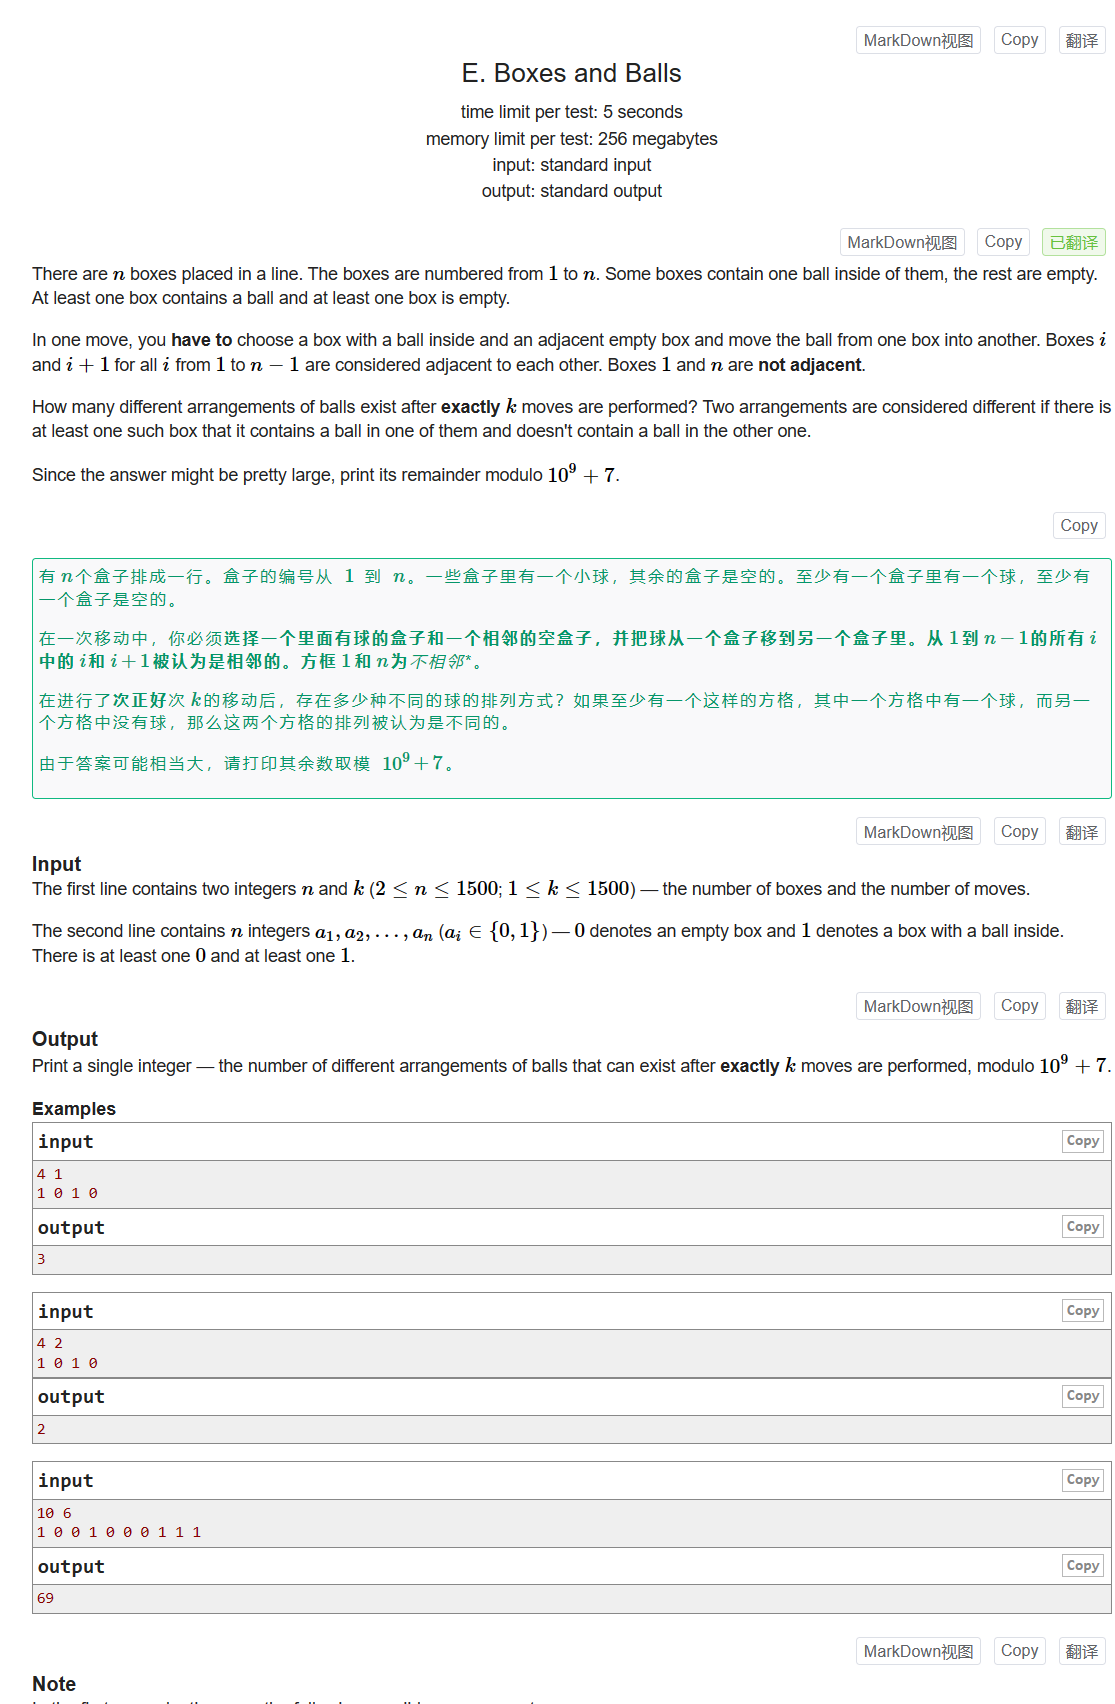 MarkDown视图 Copy 翻译
E. Boxes and Balls
time limit per test: 5 seconds
memory limit per test: 256 megabytes
input: standard input
output: standard output
MarkDown视图 Copy 已翻译
There are n boxes placed in a line. The boxes are numbered from 1 to n. Some boxes contain one ball inside of them, the rest are empty.
At least one box contains a ball and at least one box is empty.
In one move, you have to choose a box with a ball inside and an adjacent empty box and move the ball from one box into another. Boxes i
and i + 1 for all i from 1 to n − 1 are considered adjacent to each other. Boxes 1 and n are not adjacent.
How many different arrangements of balls exist after exactly k moves are performed? Two arrangements are considered different if there is
at least one such box that it contains a ball in one of them and doesn't contain a ball in the other one.
Since the answer might be pretty large, print its remainder modulo 10⁹ + 7.
Copy
有 n个盒子排成一行。盒子的编号从 1 到 n。一些盒子里有一个小球，其余的盒子是空的。至少有一个盒子里有一个球，至少有
一个盒子是空的。
在一次移动中，你必须选择一个里面有球的盒子和一个相邻的空盒子，并把球从一个盒子移到另一个盒子里。从 1 到 n − 1 的所有 i
中的 i和 i + 1 被认为是相邻的。方框 1 和 n 为不相邻*。
在进行了次正好次 k的移动后，存在多少种不同的球的排列方式？如果至少有一个这样的方格，其中一个方格中有一个球，而另一
个方格中没有球，那么这两个方格的排列被认为是不同的。
由于答案可能相当大，请打印其余数取模 10⁹ + 7。
MarkDown视图 Copy 翻译
Input
The first line contains two integers n and k (2 ≤ n ≤ 1500; 1 ≤ k ≤ 1500) — the number of boxes and the number of moves.
The second line contains n integers a₁, a₂, . . . , aₙ (aᵢ ∈ {0, 1}) — 0 denotes an empty box and 1 denotes a box with a ball inside.
There is at least one 0 and at least one 1.
MarkDown视图 Copy 翻译
Output
Print a single integer — the number of different arrangements of balls that can exist after exactly k moves are performed, modulo 10⁹ + 7.
Examples
input Copy
4 1
1 0 1 0
output Copy
3
input Copy
4 2
1 0 1 0
output Copy
2
input Copy
10 6
1 0 0 1 0 0 0 1 1 1
output Copy
69
MarkDown视图 Copy 翻译
Note